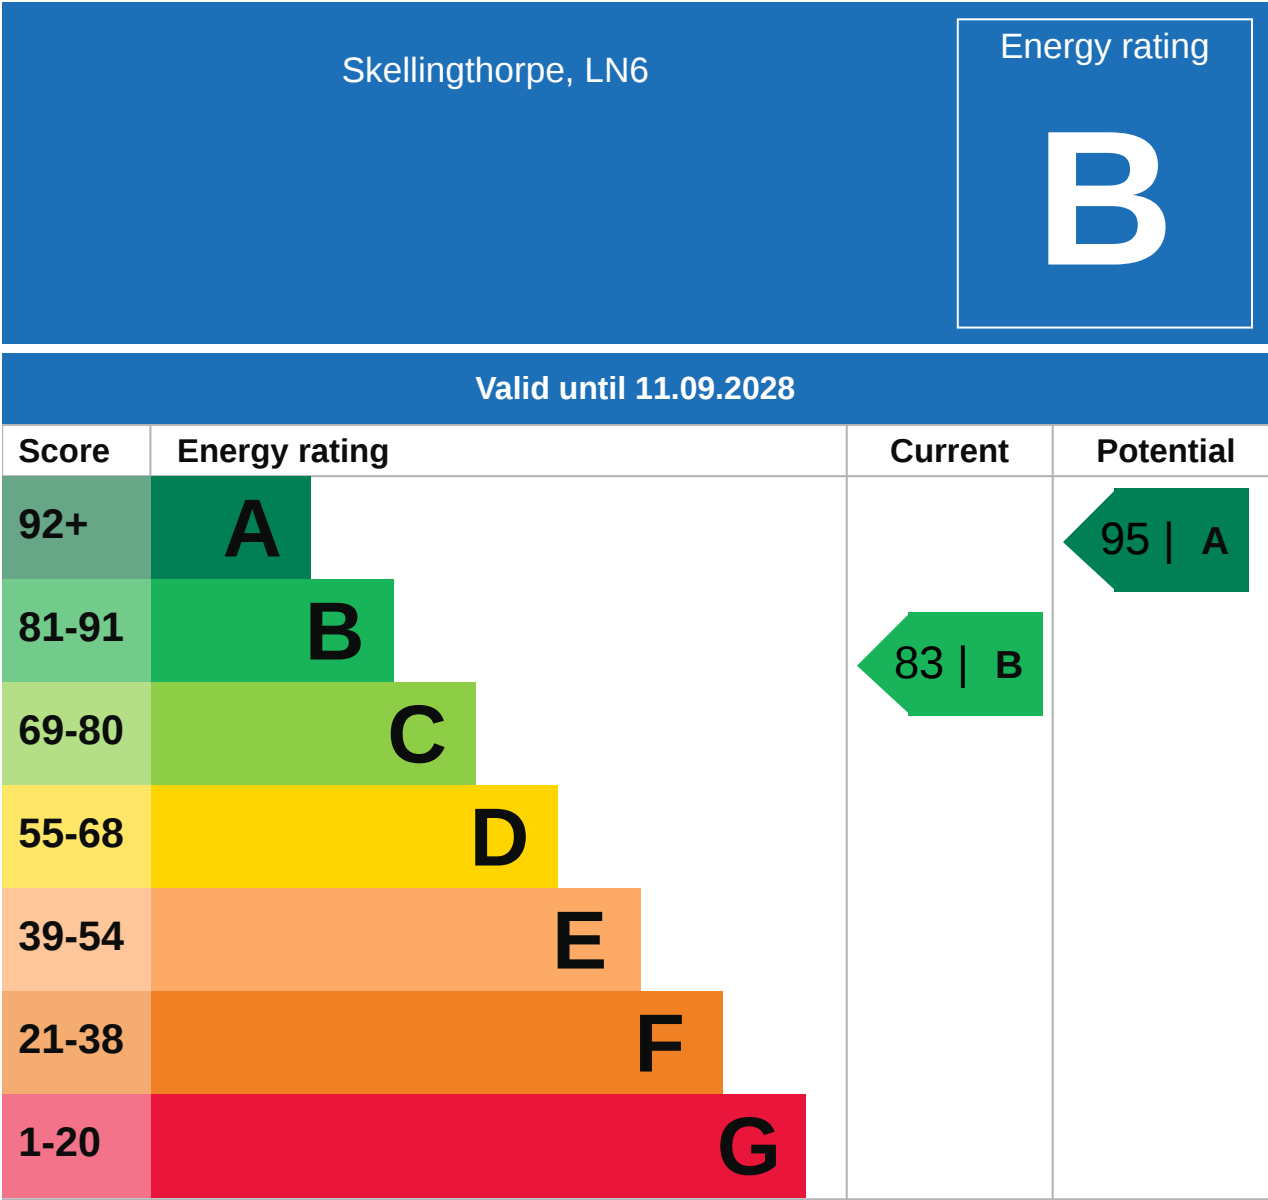 Skellingthorpe, LN6
Energy rating
B
Valid until 11.09.2028
Score Energy rating Current Potential
92+ A 95 | A
81-91 B 83 | B
69-80 C
55-68 D
39-54 E
21-38 F
1-20 G